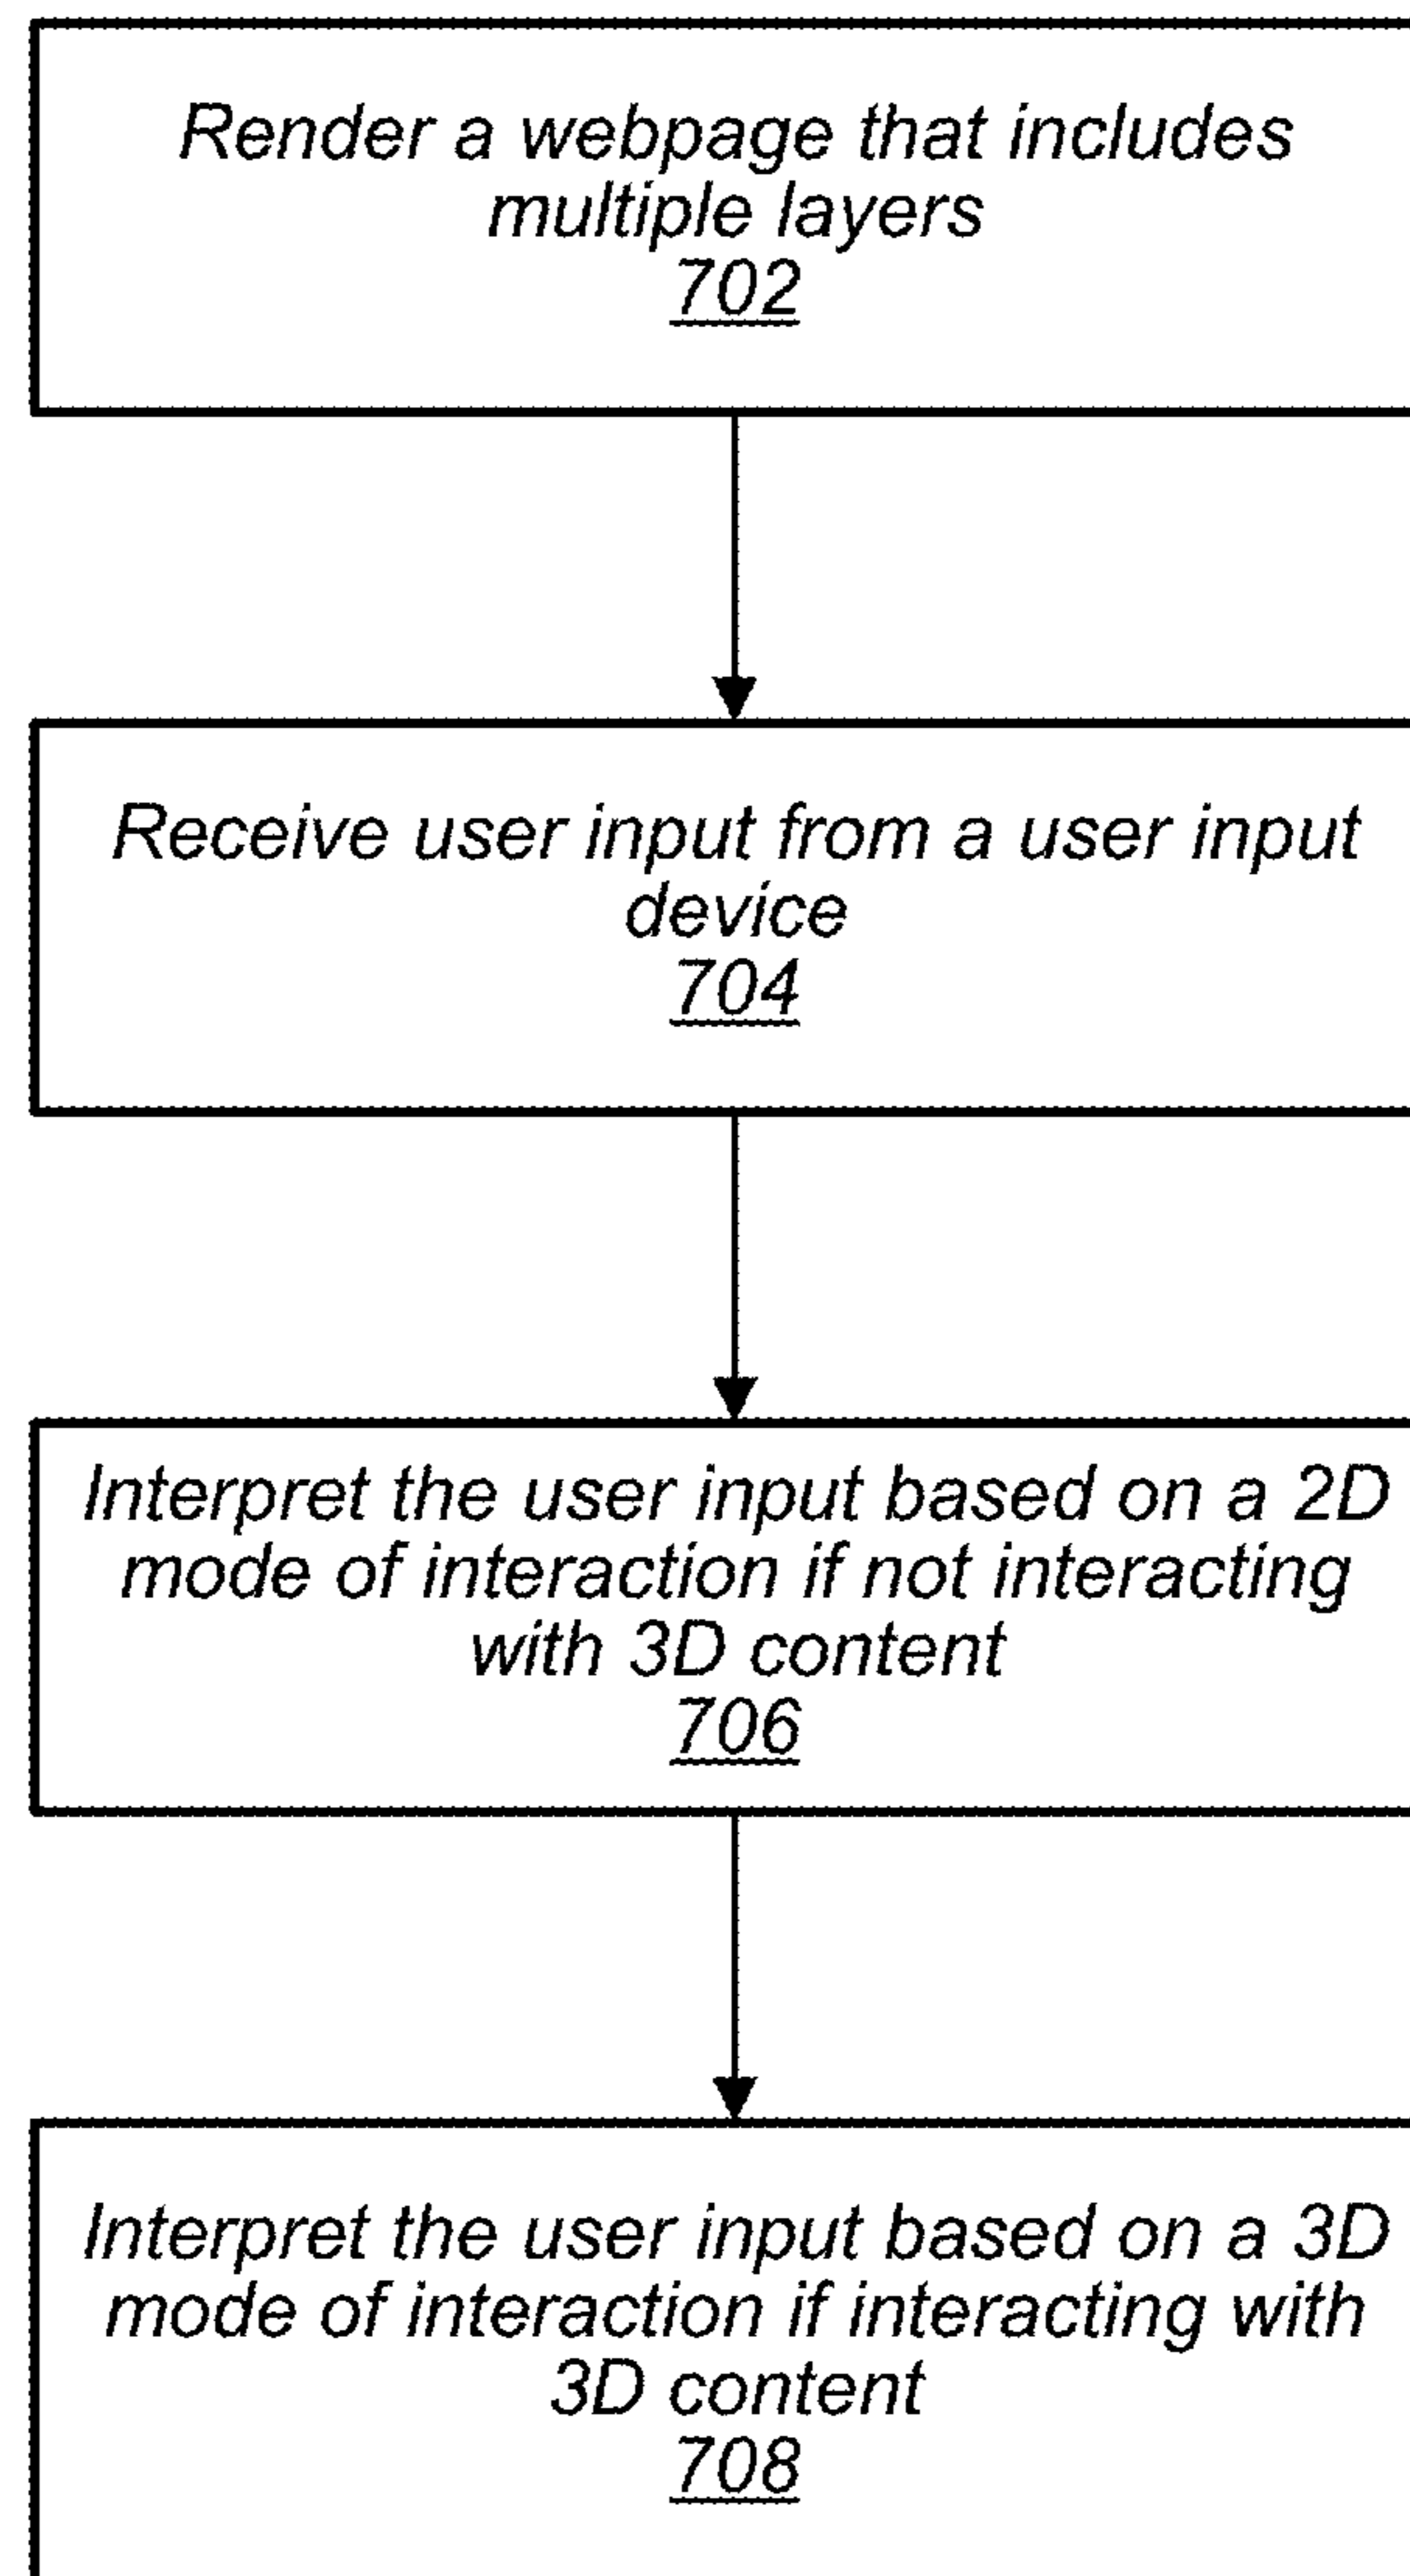 Render a webpage that includes
multiple layers
702
Receive user input from a user input
device
704
Interpret the user input based on a 2D
mode of interaction if not interacting
with 3D content
706
Interpret the user input based on a 3D
mode of interaction if interacting with
3D content
708